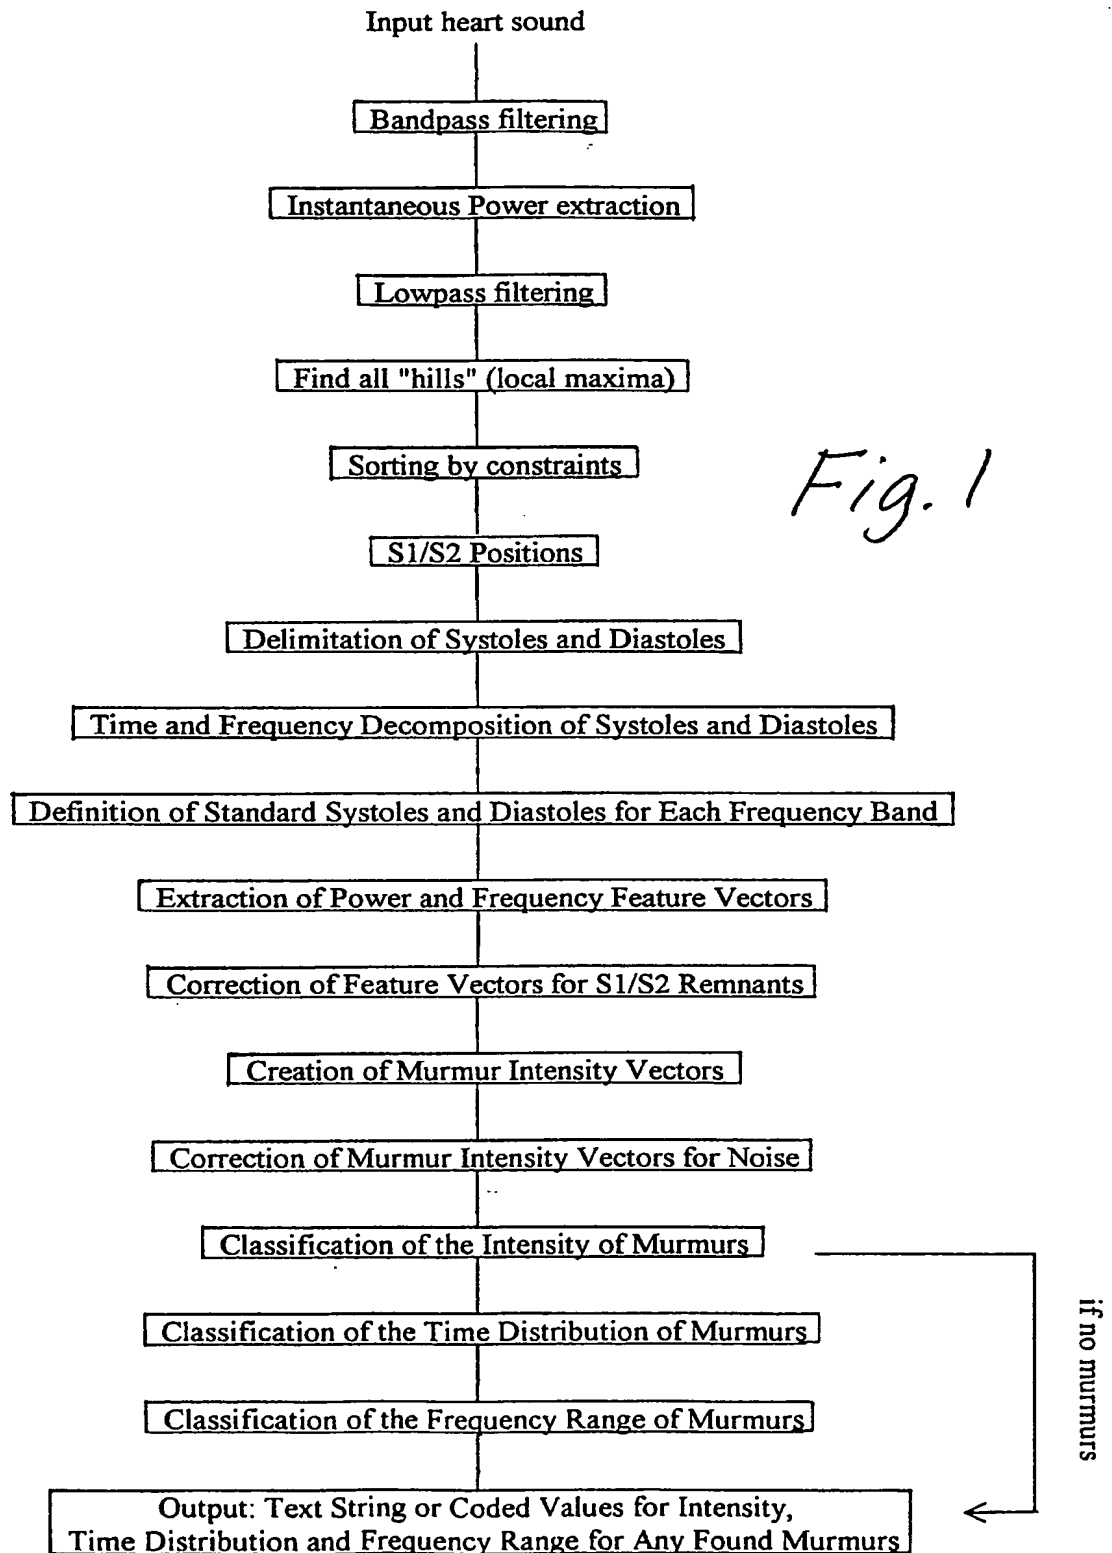 Input heart sound
Bandpass filtering
Instantaneous Power extraction
Lowpass filtering
Find all "hills" (local maxima)
Sorting by constraints
Fig. 1
S1/S2 Positions
Delimitation of Systoles and Diastoles
Time and Frequency Decomposition of Systoles and Diastoles
Definition of Standard Systoles and Diastoles for Each Frequency Band
Extraction of Power and Frequency Feature Vectors
Correction of Feature Vectors for S1/S2 Remnants
Creation of Murmur Intensity Vectors
Correction of Murmur Intensity Vectors for Noise
Classification of the Intensity of Murmurs
if no murmurs
Classification of the Time Distribution of Murmurs
Classification of the Frequency Range of Murmurs
Output: Text String or Coded Values for Intensity,
Time Distribution and Frequency Range for Any Found Murmurs